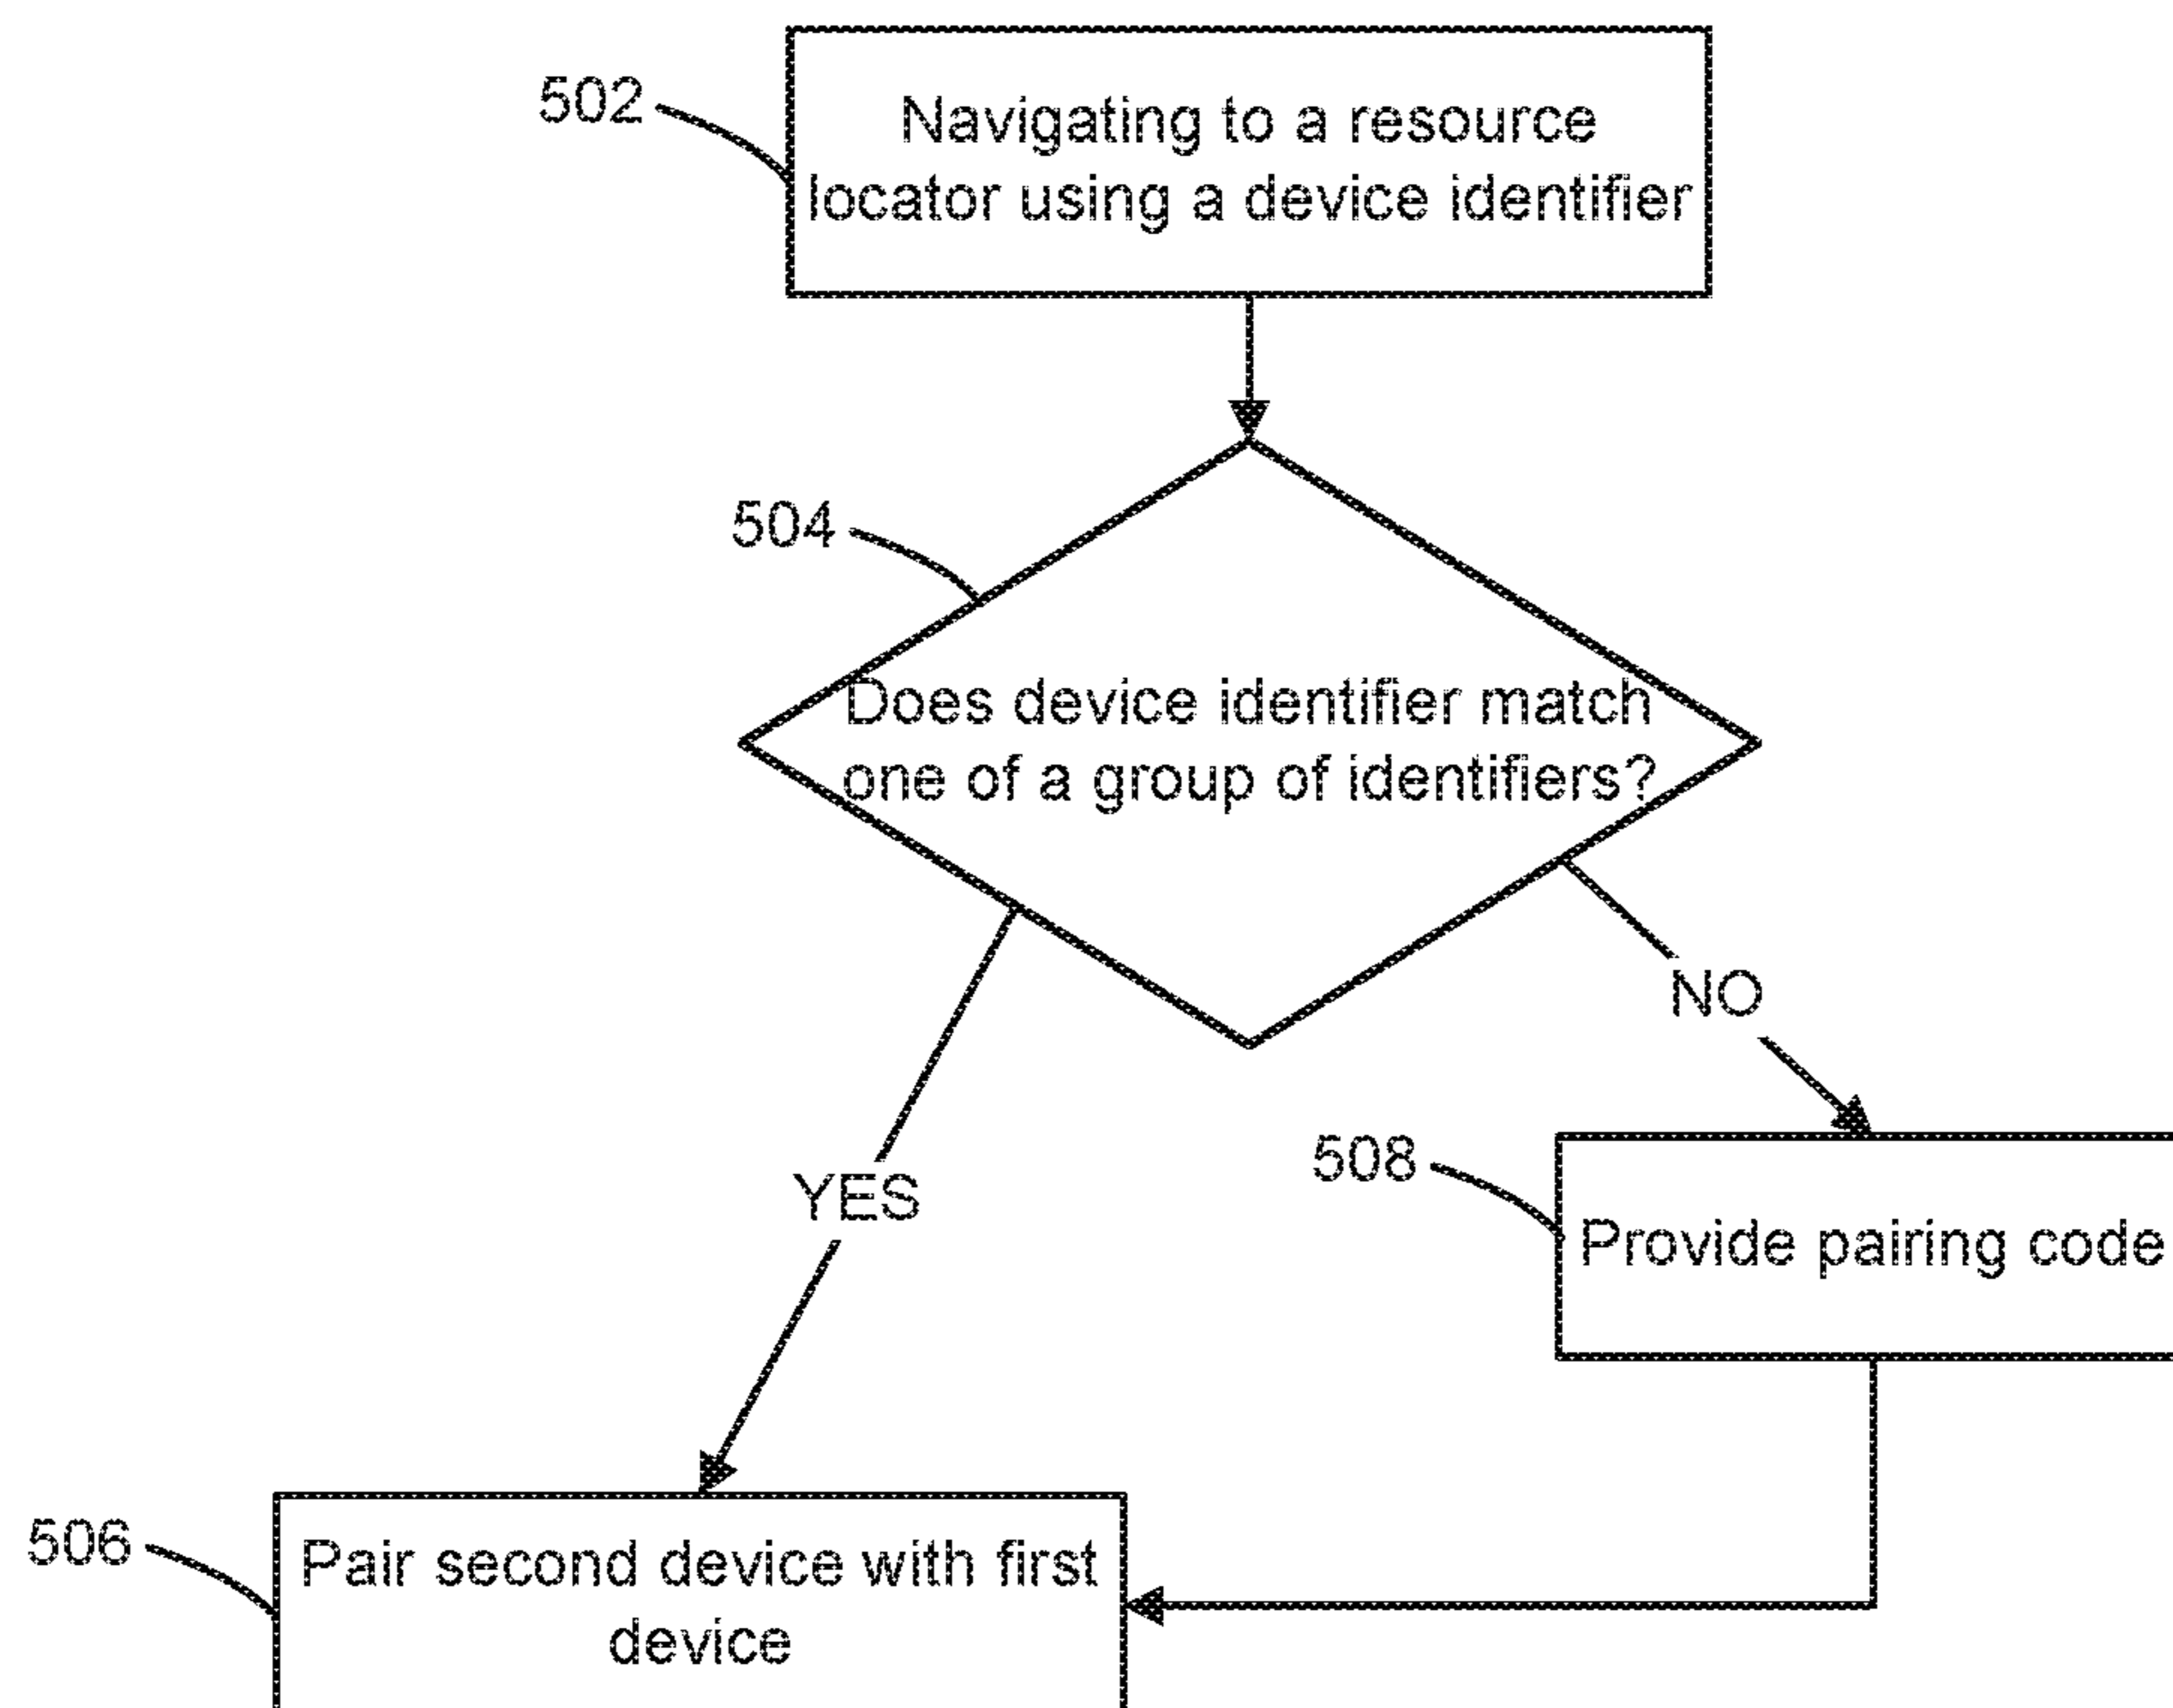 502
Navigating to a resource
locator using a device identifier
504
Does device identifier match
one of a group of identifiers?
NO
YES
508
Provide pairing code
506
Pair second device with first
device